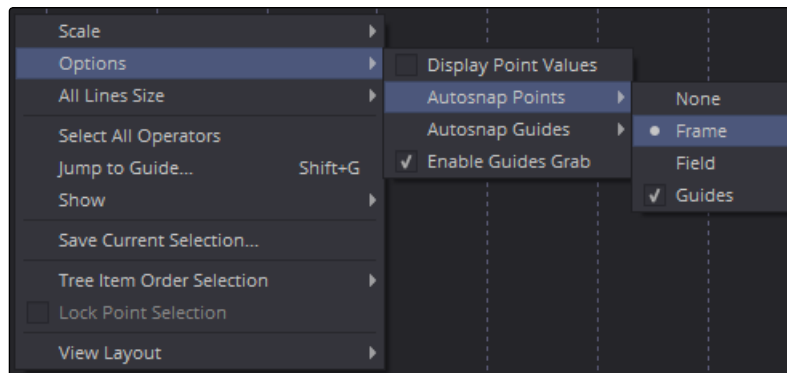 Scale
Options
All Lines Size
Select All Operators
Jump to Guide... Shift+G
Show
Save Current Selection...
Tree Item Order Selection
Lock Point Selection
View Layout
Display Point Values
Autosnap Points
Autosnap Guides
Enable Guides Grab
None
Frame
Field
Guides